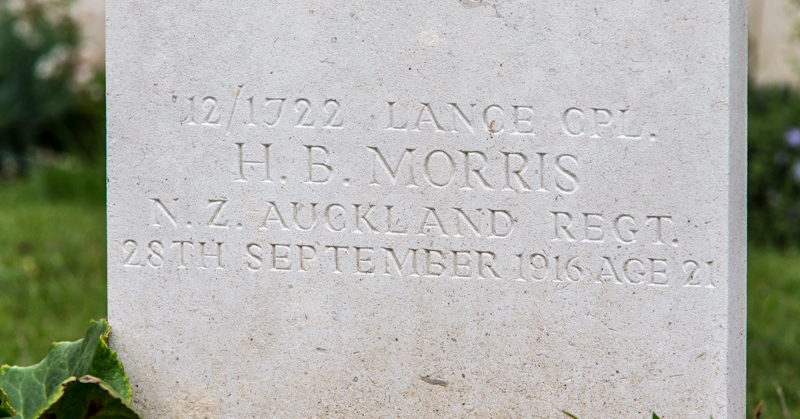 12/1722 LANCE CPL.
H. B. MORRIS
N. Z. AUCKLAND REGT.
28TH SEPTEMBER 1916 AGE 21